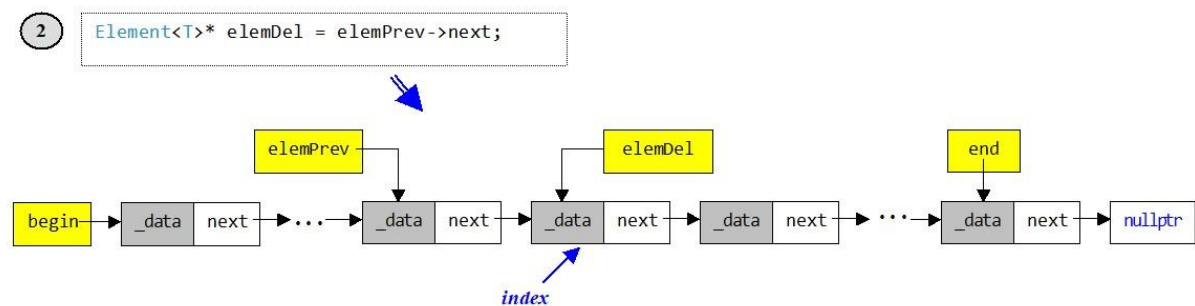 2
Element<T>* elemDel = elemPrev->next;
elemPrev elemDel end
begin _data next ... _data next _data next _data next ... _data next nullptr
index